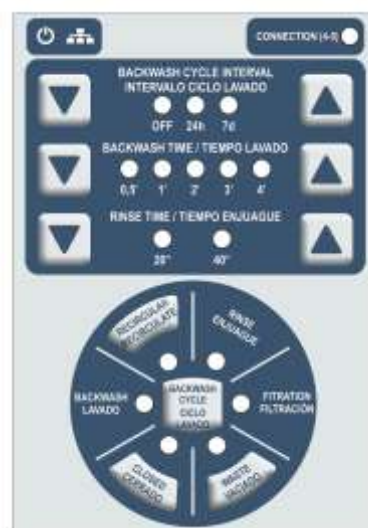 CONNECTION (4-0)
BACKWASH CYCLE INTERVAL
INTERVALO CICLO LAVADO
OFF 24h 7d
BACKWASH TIME / TIEMPO LAVADO
0,5' 1' 2' 3' 4'
RINSE TIME / TIEMPO ENJUAGUE
20" 40"
RECIRCULAR
RECIRCULATE
RINSE
ENJUAGUE
BACKWASH
LAVADO
BACKWASH
CYCLE
CICLO
LAVADO
FITRATION
FILTRACIÓN
CLOSED
CERRADO
WASTE
VACIADO